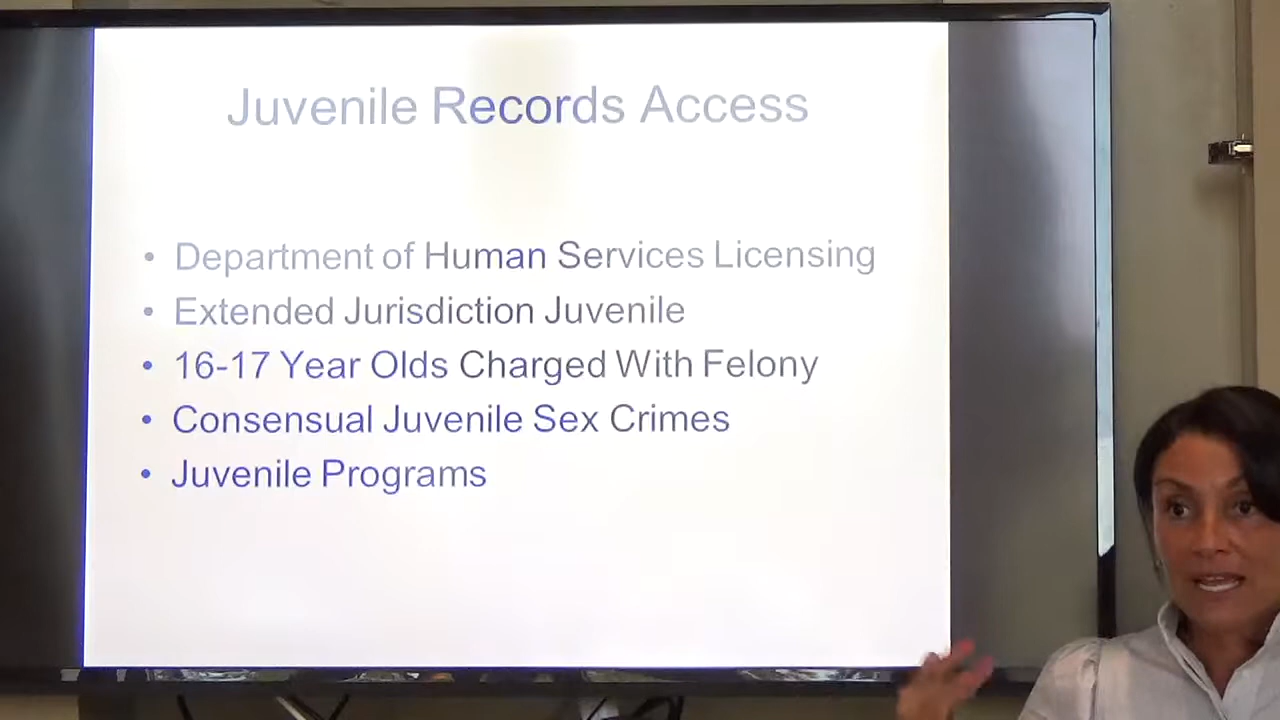 Juvenile Records Access
• Department of Human Services Licensing
• Extended Jurisdiction Juvenile
• 16-17 Year Olds Charged With Felony
• Consensual Juvenile Sex Crimes
• Juvenile Programs